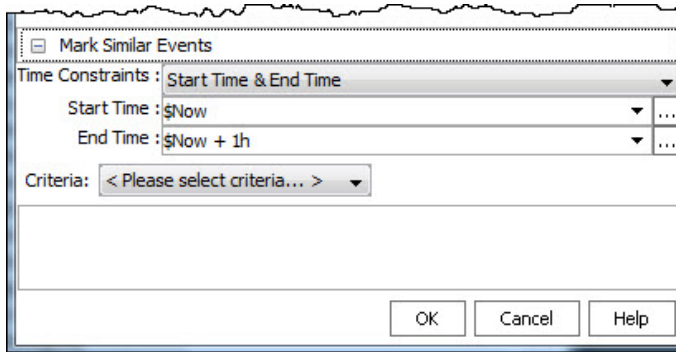 Mark Similar Events
Time Constraints : Start Time & End Time
Start Time : $Now ...
End Time : $Now + 1h ...
Criteria: < Please select criteria... >
OK Cancel Help